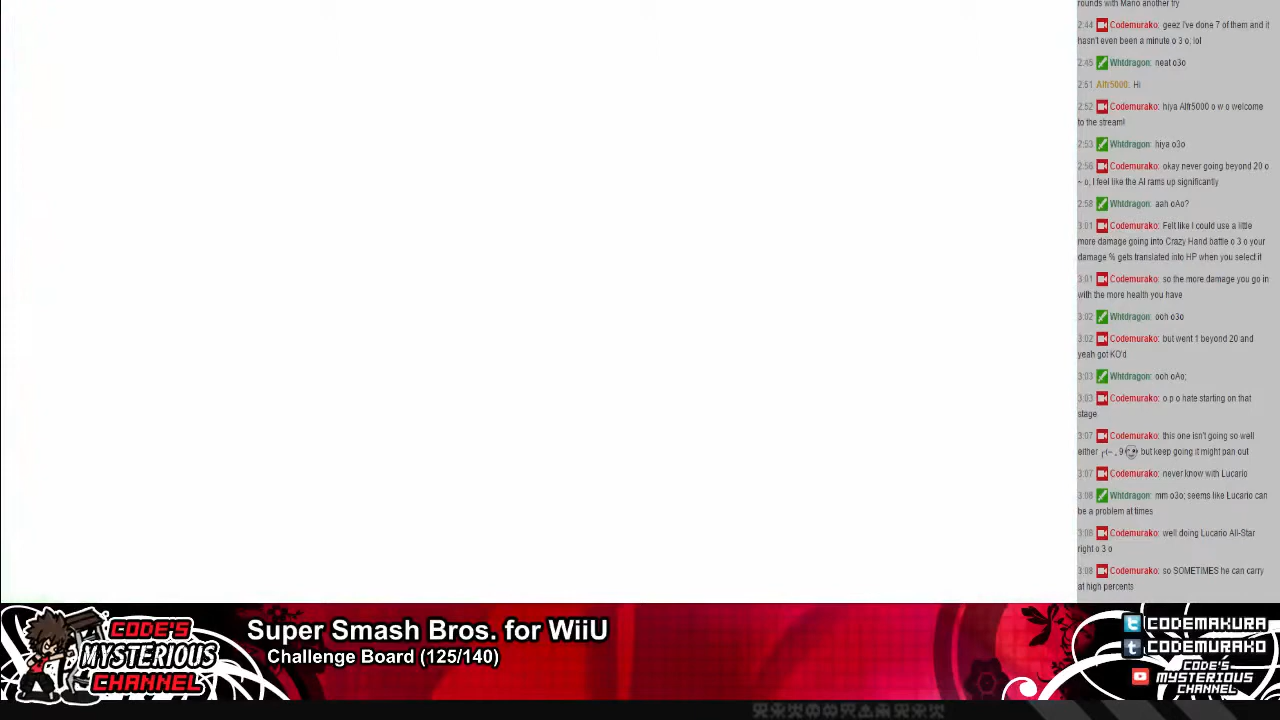 rounds with Mario another try
2:44 Codemurako: geez I've done 7 of them and it
hasn't even been a minute o 3 o; lol
2:45 Whtdragon: neat o3o
2:51 Alfr5000: Hi
2:52 Codemurako: hiya Alfr5000 o w o welcome
to the stream!
2:53 Whtdragon: hiya o3o
2:56 Codemurako: okay never going beyond 20 o
~ o; I feel like the AI rams up significantly
2:58 Whtdragon: aah oAo?
3:01 Codemurako: Felt like I could use a little
more damage going into Crazy Hand battle o 3 o your
damage % gets translated into HP when you select it
3:01 Codemurako: so the more damage you go in
with the more health you have
3:02 Whtdragon: ooh o3o
3:02 Codemurako: but went 1 beyond 20 and
yeah got KO'd
3:03 Whtdragon: ooh oAo;
3:03 Codemurako: o p o hate starting on that
stage
3:07 Codemurako: this one isn't going so well
either but keep going it might pan out
3:07 Codemurako: never know with Lucario
3:08 Whtdragon: mm o3o; seems like Lucario can
be a problem at times
3:08 Codemurako: well doing Lucario All-Star
right o 3 o
3:08 Codemurako: so SOMETIMES he can carry
at high percents
CODE'S
MYSTERIOUS
CHANNEL
Super Smash Bros. for WiiU
Challenge Board (125/140)
CODEMAKURA
CODEMURAKO
CODE'S
MYSTERIOUS
CHANNEL